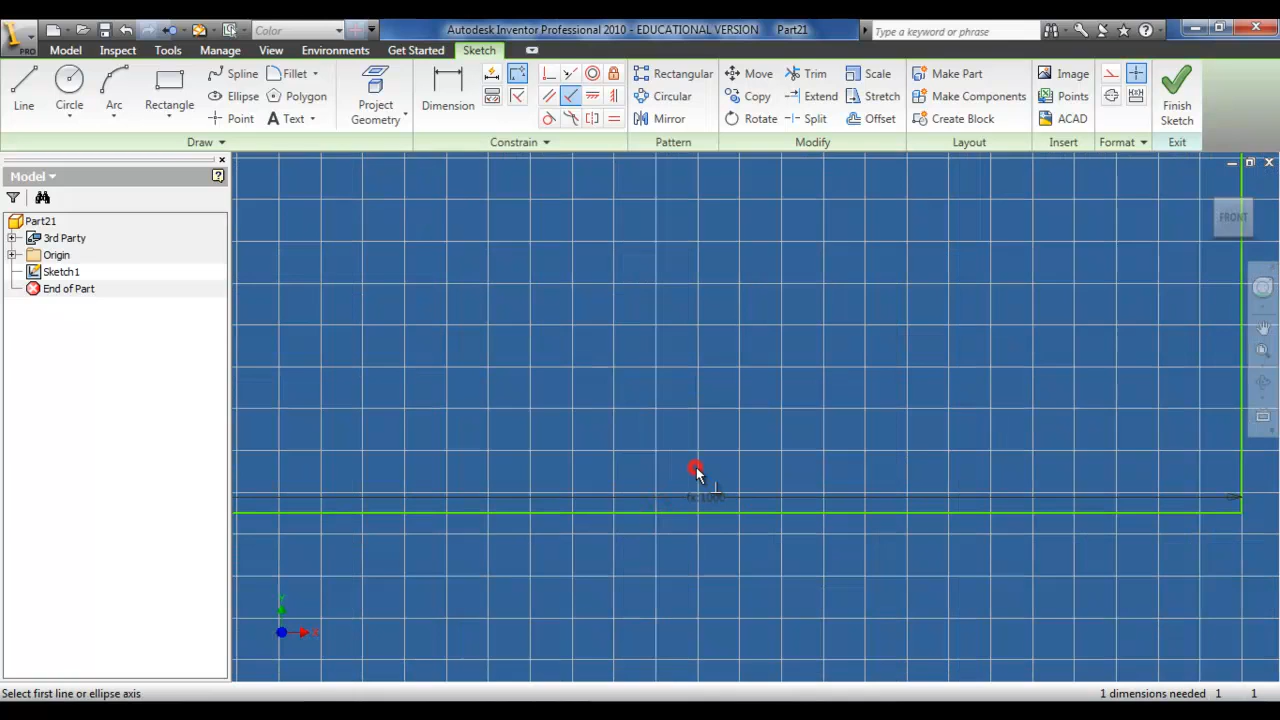 Color
Autodesk Inventor Professional 2010 - EDUCATIONAL VERSION Part21
Type a keyword or phrase
PRO
Model Inspect Tools Manage View Environments Get Started Sketch
Line Circle Arc Rectangle
Spline Fillet
Ellipse Polygon
Point Text
Project Geometry
Dimension
Rectangular
Circular
Mirror
Move Trim Scale
Copy Extend Stretch
Rotate Split Offset
Make Part
Make Components
Create Block
Image
Points
ACAD
Finish Sketch
Draw Constrain Pattern Modify Layout Insert Format Exit
Model
Part21
3rd Party
Origin
Sketch1
End of Part
FRONT
Y
X
Select first line or ellipse axis
1 dimensions needed 1 1